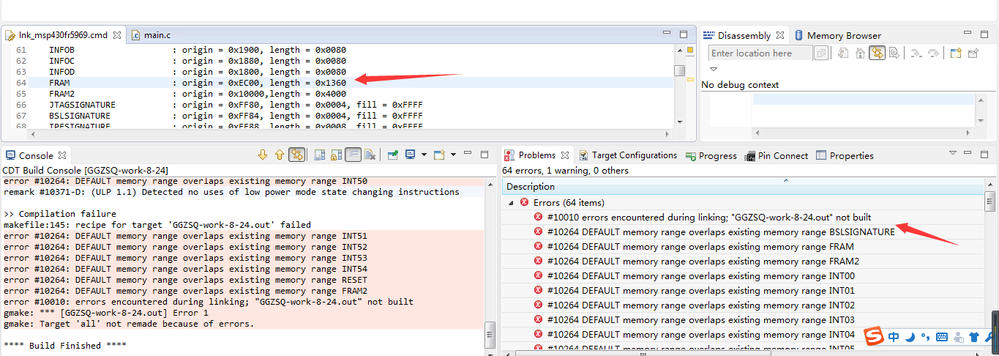 lnk_msp430fr5969.cmd
main.c
61 INFOB : origin = 0x1900, length = 0x0080
62 INFOC : origin = 0x1880, length = 0x0080
63 INFOD : origin = 0x1800, length = 0x0080
64 FRAM : origin = 0xEC00, length = 0x1360
65 FRAM2 : origin = 0x10000,length = 0x4000
66 JTAGSIGNATURE : origin = 0xFF80, length = 0x0004, fill = 0xFFFF
67 BSLSIGNATURE : origin = 0xFF84, length = 0x0004, fill = 0xFFFF
68 IPESIGNATURE : origin = 0xFF88, length = 0x0008, fill = 0xFFFF
Disassembly
Memory Browser
Enter location here
No debug context
Console
CDT Build Console [GGZSQ-work-8-24]
error #10264: DEFAULT memory range overlaps existing memory range INT50
remark #10371-D: (ULP 1.1) Detected no uses of low power mode state changing instructions
>> Compilation failure
makefile:145: recipe for target 'GGZSQ-work-8-24.out' failed
error #10264: DEFAULT memory range overlaps existing memory range INT51
error #10264: DEFAULT memory range overlaps existing memory range INT52
error #10264: DEFAULT memory range overlaps existing memory range INT53
error #10264: DEFAULT memory range overlaps existing memory range INT54
error #10264: DEFAULT memory range overlaps existing memory range RESET
error #10264: DEFAULT memory range overlaps existing memory range FRAM2
error #10010: errors encountered during linking; "GGZSQ-work-8-24.out" not built
gmake: *** [GGZSQ-work-8-24.out] Error 1
gmake: Target 'all' not remade because of errors.
**** Build Finished ****
Problems
Target Configurations
Progress
Pin Connect
Properties
64 errors, 1 warning, 0 others
Description
Errors (64 items)
#10010 errors encountered during linking; "GGZSQ-work-8-24.out" not built
#10264 DEFAULT memory range overlaps existing memory range BSLSIGNATURE
#10264 DEFAULT memory range overlaps existing memory range FRAM
#10264 DEFAULT memory range overlaps existing memory range FRAM2
#10264 DEFAULT memory range overlaps existing memory range INT00
#10264 DEFAULT memory range overlaps existing memory range INT01
#10264 DEFAULT memory range overlaps existing memory range INT02
#10264 DEFAULT memory range overlaps existing memory range INT03
#10264 DEFAULT memory range overlaps existing memory range INT04
#10264 DEFAULT memory range overlaps existing memory range INT05
S 中